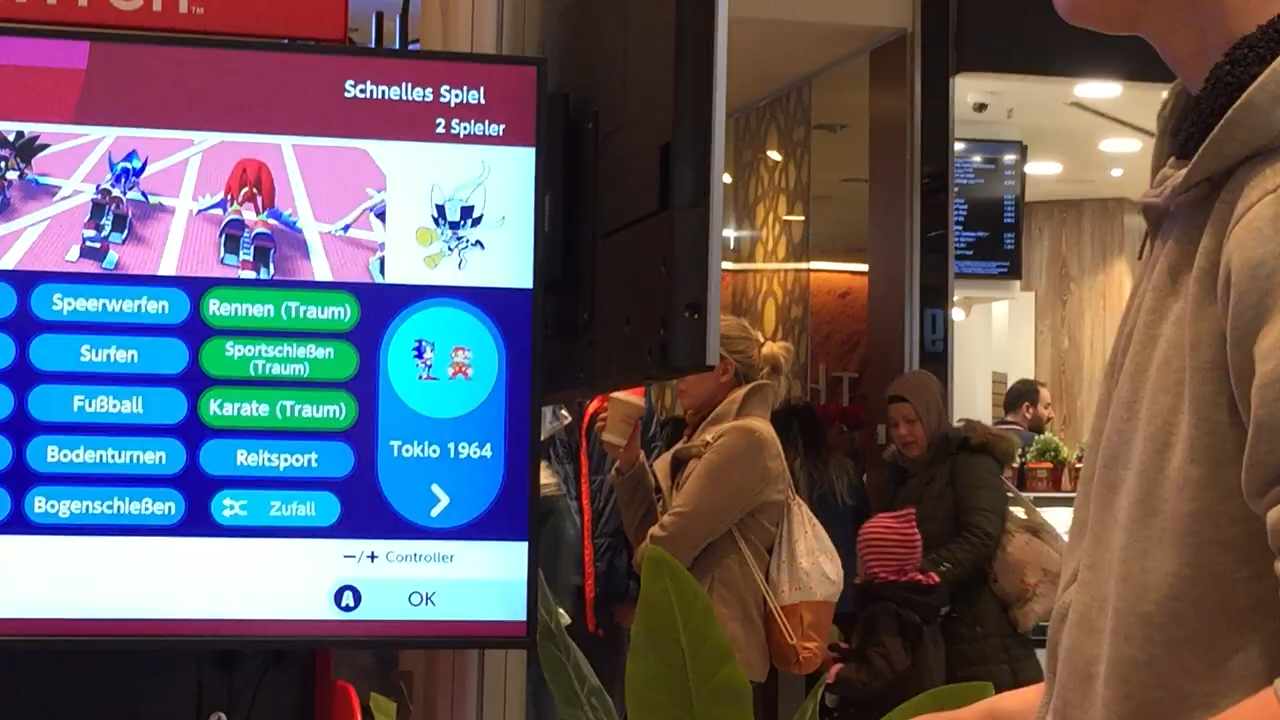 Schnelles Spiel
2 Spieler
Speerwerfen
Rennen (Traum)
Surfen
Sportschießen
(Traum)
Fußball
Karate (Traum)
Bodenturnen
Reitsport
Bogenschießen
Zufall
Tokio 1964
−/+ Controller
A OK
HT